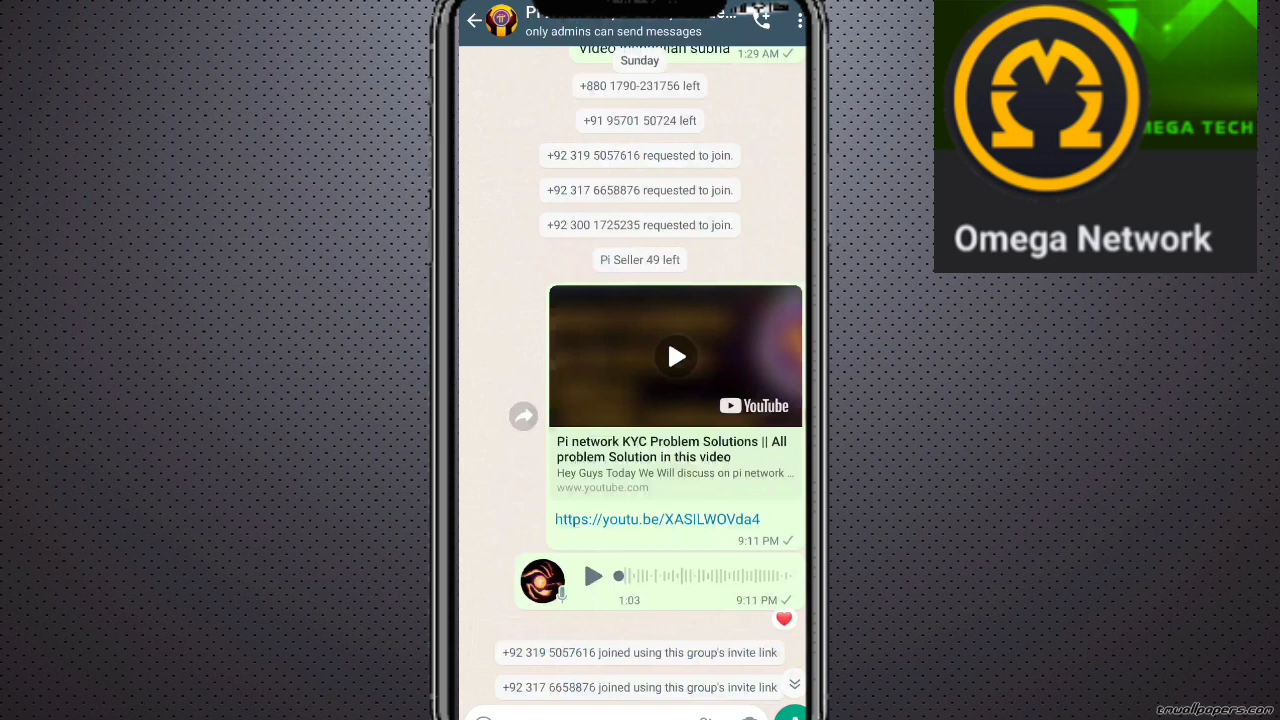 only admins can send messages
1:29 AM
Sunday
+880 1790-231756 left
+91 95701 50724 left
+92 319 5057616 requested to join.
+92 317 6658876 requested to join.
+92 300 1725235 requested to join.
Pi Seller 49 left
YouTube
Pi network KYC Problem Solutions || All
problem Solution in this video
Hey Guys Today We Will discuss on pi network ...
www.youtube.com
https://youtu.be/XASILWOVda4
9:11 PM
1:03
9:11 PM
+92 319 5057616 joined using this group's invite link
+92 317 6658876 joined using this group's invite link
MEGA TECH
Omega Network
tmwallpapers.com